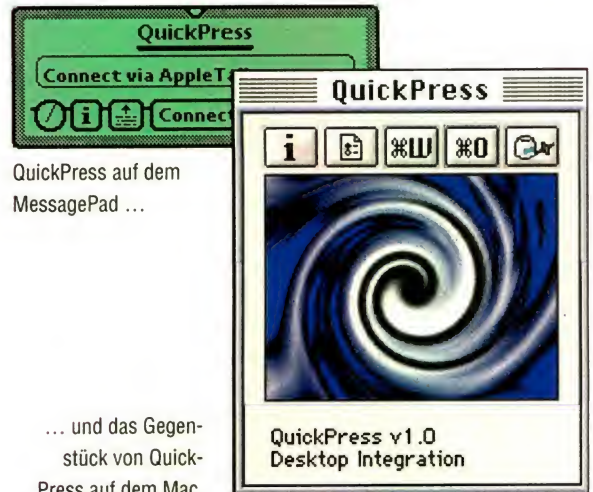 QuickPress
Connect via AppleT
Connect
QuickPress auf dem
MessagePad …
QuickPress
i
⌘W
⌘O
… und das Gegen-
stück von Quick-
Press auf dem Mac.
QuickPress v1.0
Desktop Integration